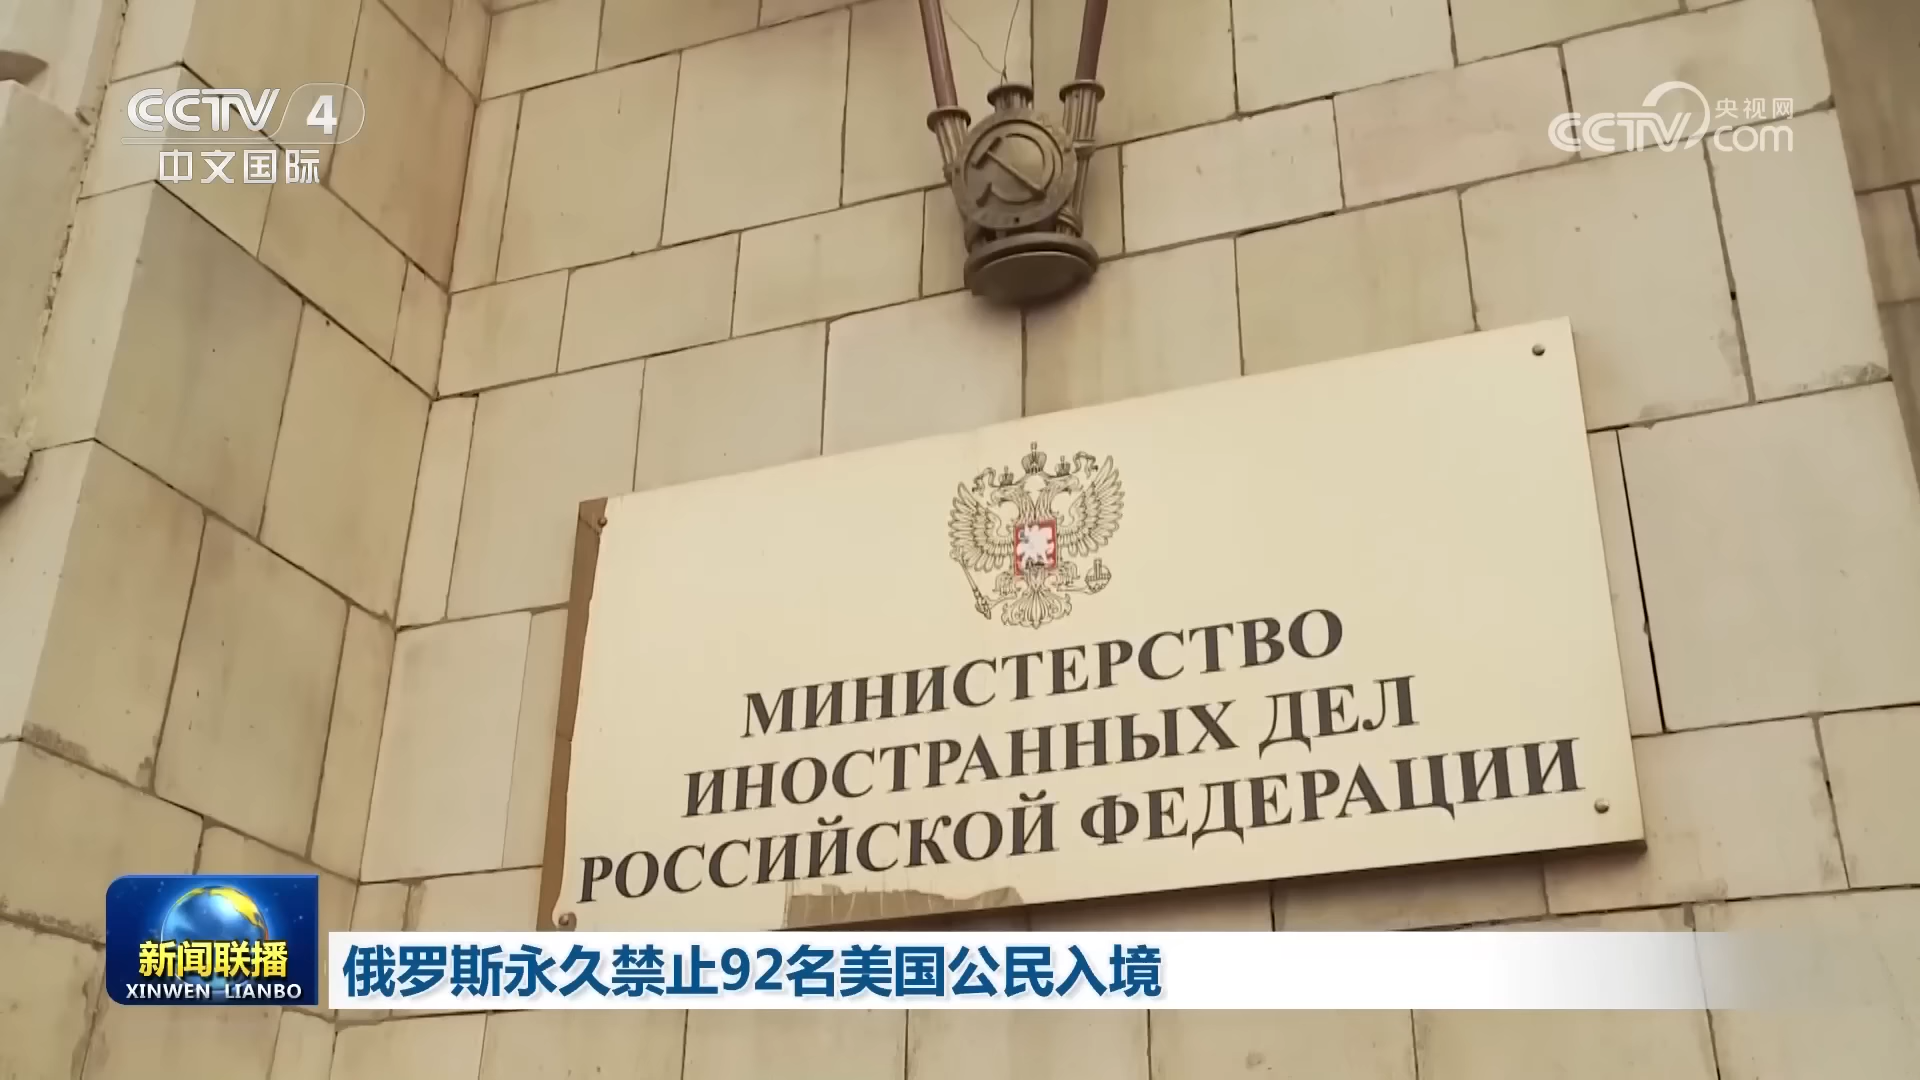 CCTV 4
中文国际
央视网
CCTV.com
МИНИСТЕРСТВО
ИНОСТРАННЫХ ДЕЛ
РОССИЙСКОЙ ФЕДЕРАЦИИ
新闻联播
XINWEN LIANBO
俄罗斯永久禁止92名美国公民入境